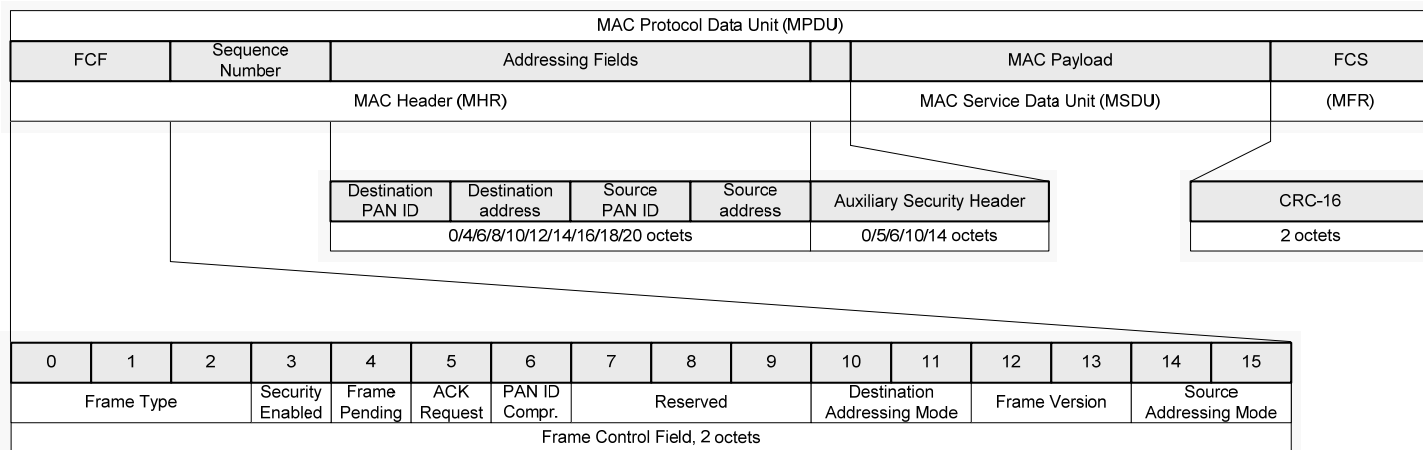 MAC Protocol Data Unit (MPDU)
FCF
Sequence
Number
Addressing Fields
MAC Payload
FCS
MAC Header (MHR)
MAC Service Data Unit (MSDU)
(MFR)
Destination
PAN ID
Destination
address
Source
PAN ID
Source
address
Auxiliary Security Header
CRC-16
0/4/6/8/10/12/14/16/18/20 octets
0/5/6/10/14 octets
2 octets
0 1 2 3 4 5 6 7 8 9 10 11 12 13 14 15
Frame Type
Security
Enabled
Frame
Pending
ACK
Request
PAN ID
Compr.
Reserved
Destination
Addressing Mode
Frame Version
Source
Addressing Mode
Frame Control Field, 2 octets